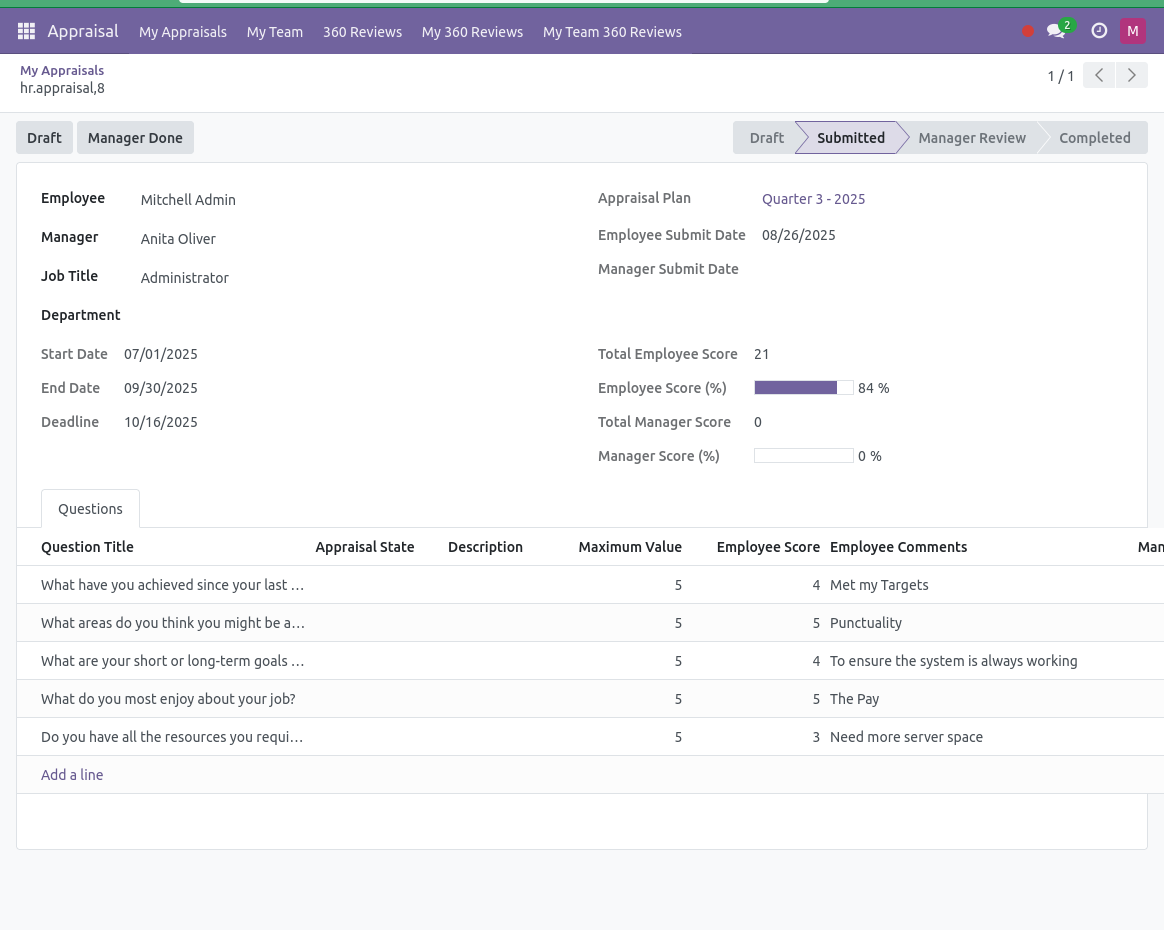 Appraisal My Appraisals My Team 360 Reviews My 360 Reviews My Team 360 Reviews 2 M
My Appraisals
hr.appraisal,8
1 / 1
Draft Manager Done Draft Submitted Manager Review Completed
Employee Mitchell Admin Appraisal Plan Quarter 3 - 2025
Manager Anita Oliver Employee Submit Date 08/26/2025
Job Title Administrator Manager Submit Date
Department
Start Date 07/01/2025 Total Employee Score 21
End Date 09/30/2025 Employee Score (%) 84 %
Deadline 10/16/2025 Total Manager Score 0
Manager Score (%) 0 %
Questions
Question Title Appraisal State Description Maximum Value Employee Score Employee Comments Man
What have you achieved since your last … 5 4 Met my Targets
What areas do you think you might be a… 5 5 Punctuality
What are your short or long-term goals … 5 4 To ensure the system is always working
What do you most enjoy about your job? 5 5 The Pay
Do you have all the resources you requi… 5 3 Need more server space
Add a line